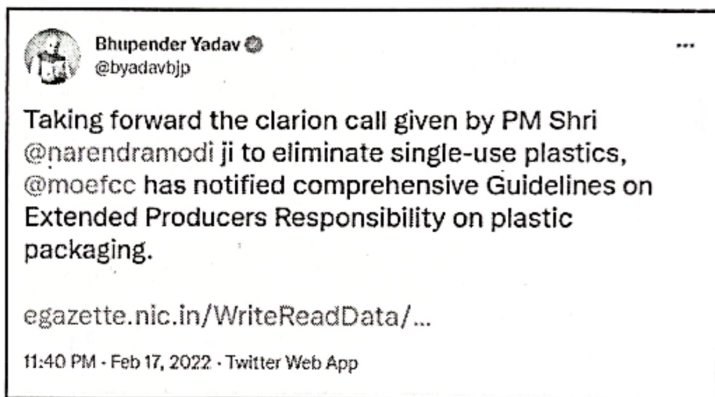 Bhupender Yadav
@byadavbjp
...
Taking forward the clarion call given by PM Shri
@narendramodi ji to eliminate single-use plastics,
@moefcc has notified comprehensive Guidelines on
Extended Producers Responsibility on plastic
packaging.
egazette.nic.in/WriteReadData/...
11:40 PM · Feb 17, 2022 · Twitter Web App